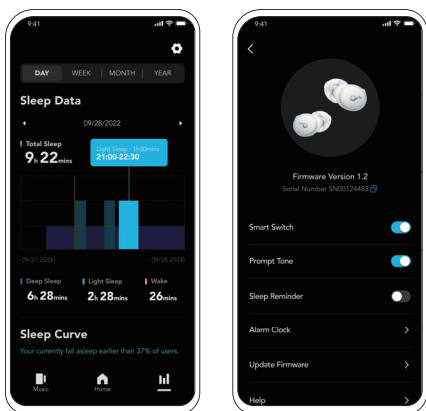 9:41
DAY WEEK MONTH YEAR
Sleep Data
09/28/2022
Total Sleep
9h 22mins
Light Sleep · 1h30mins
21:00-22:30
09/27 20:00 09/28 20:00
Deep Sleep Light Sleep Wake
6h 28mins 2h 28mins 26mins
Sleep Curve
Your currently fall asleep earlier than 37% of users.
Music Home
9:41
Firmware Version 1.2
Serial Number SN00124483
Smart Switch
Prompt Tone
Sleep Reminder
Alarm Clock
Update Firmware
Help